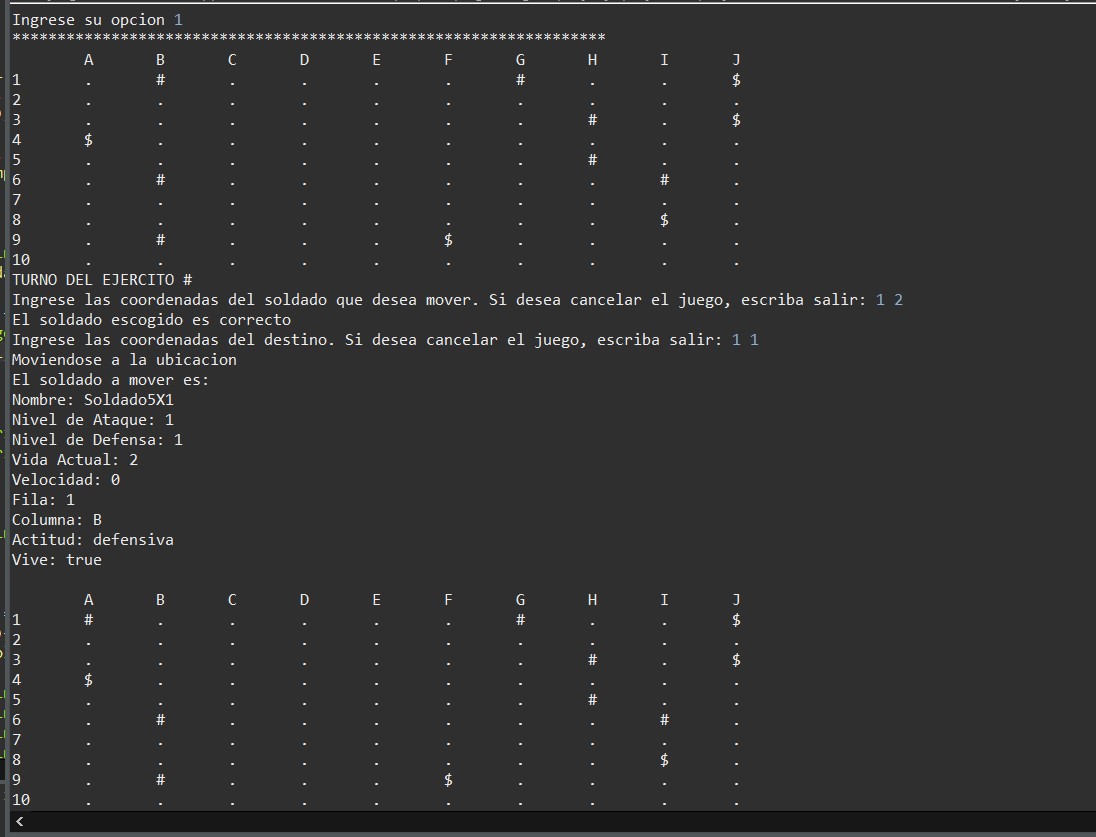 Ingrese su opcion 1
******************************************************************
A B C D E F G H I J
1 . # . . . . # . . $
2 . . . . . . . . . .
3 . . . . . . . # . $
4 $ . . . . . . . . .
5 . . . . . . . # . .
6 . # . . . . . . # .
7 . . . . . . . . . .
8 . . . . . . . . $ .
9 . # . . . $ . . . .
10 . . . . . . . . . .
TURNO DEL EJERCITO #
Ingrese las coordenadas del soldado que desea mover. Si desea cancelar el juego, escriba salir: 1 2
El soldado escogido es correcto
Ingrese las coordenadas del destino. Si desea cancelar el juego, escriba salir: 1 1
Moviendose a la ubicacion
El soldado a mover es:
Nombre: Soldado5X1
Nivel de Ataque: 1
Nivel de Defensa: 1
Vida Actual: 2
Velocidad: 0
Fila: 1
Columna: B
Actitud: defensiva
Vive: true
A B C D E F G H I J
1 # . . . . . # . . $
2 . . . . . . . . . .
3 . . . . . . . # . $
4 $ . . . . . . . . .
5 . . . . . . . # . .
6 . # . . . . . . # .
7 . . . . . . . . . .
8 . . . . . . . . $ .
9 . # . . . $ . . . .
10 . . . . . . . . . .